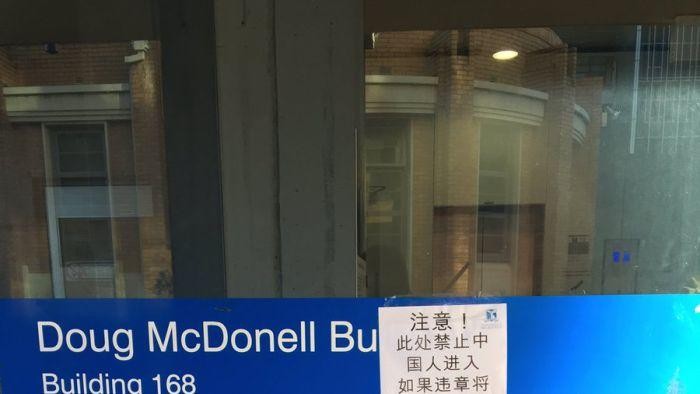 Doug McDonell Bu
Building 168
注意！
此处禁止中
国人进入
如果违章将